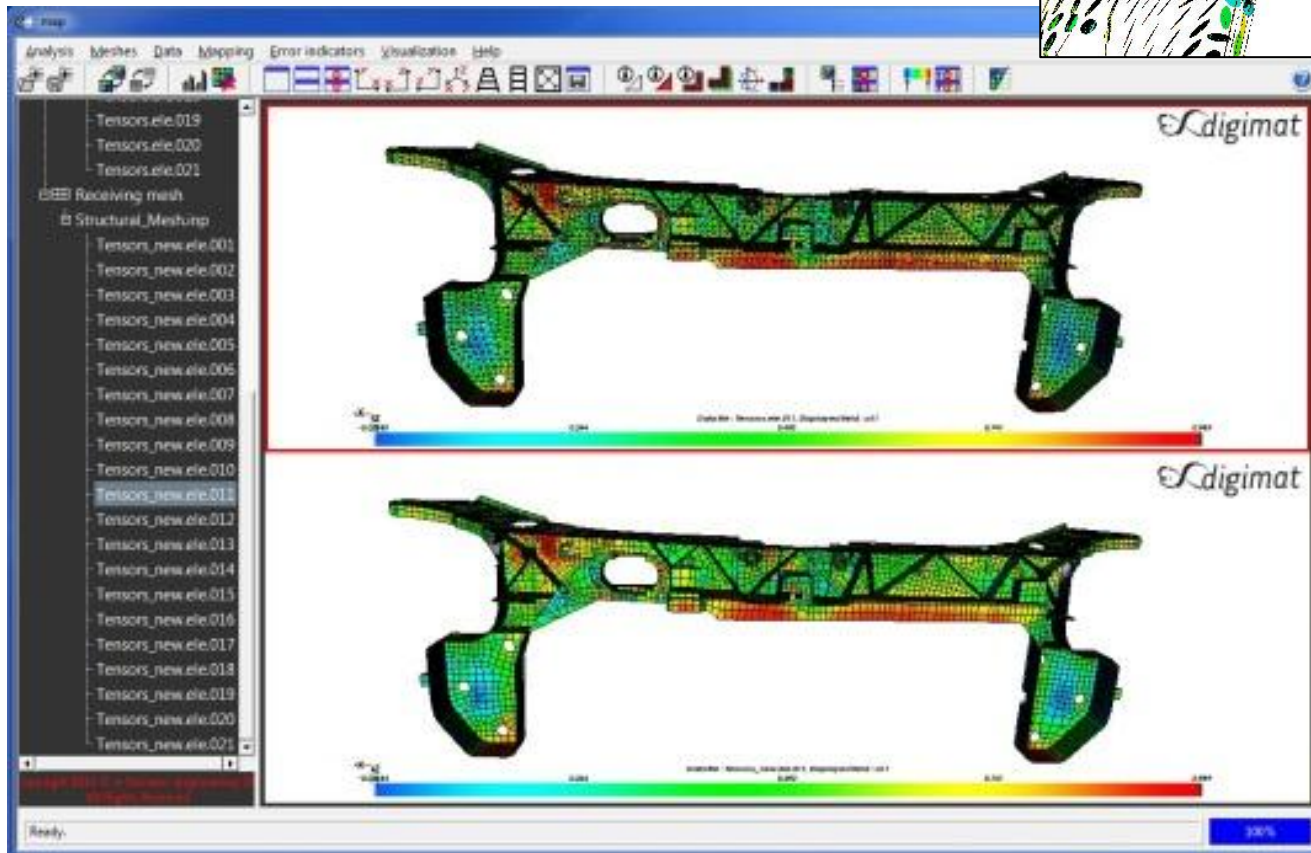 map
Analysis Meshes Data Mapping Error indicators Visualization Help
Tensors.ele.019
Tensors.ele.020
Tensors.ele.021
Receiving mesh
Structural_Mesh.inp
Tensors_new.ele.001
Tensors_new.ele.002
Tensors_new.ele.003
Tensors_new.ele.004
Tensors_new.ele.005
Tensors_new.ele.006
Tensors_new.ele.007
Tensors_new.ele.008
Tensors_new.ele.009
Tensors_new.ele.010
Tensors_new.ele.011
Tensors_new.ele.012
Tensors_new.ele.013
Tensors_new.ele.014
Tensors_new.ele.015
Tensors_new.ele.016
Tensors_new.ele.017
Tensors_new.ele.018
Tensors_new.ele.019
Tensors_new.ele.020
Tensors_new.ele.021
digimat
digimat
Ready.
100%